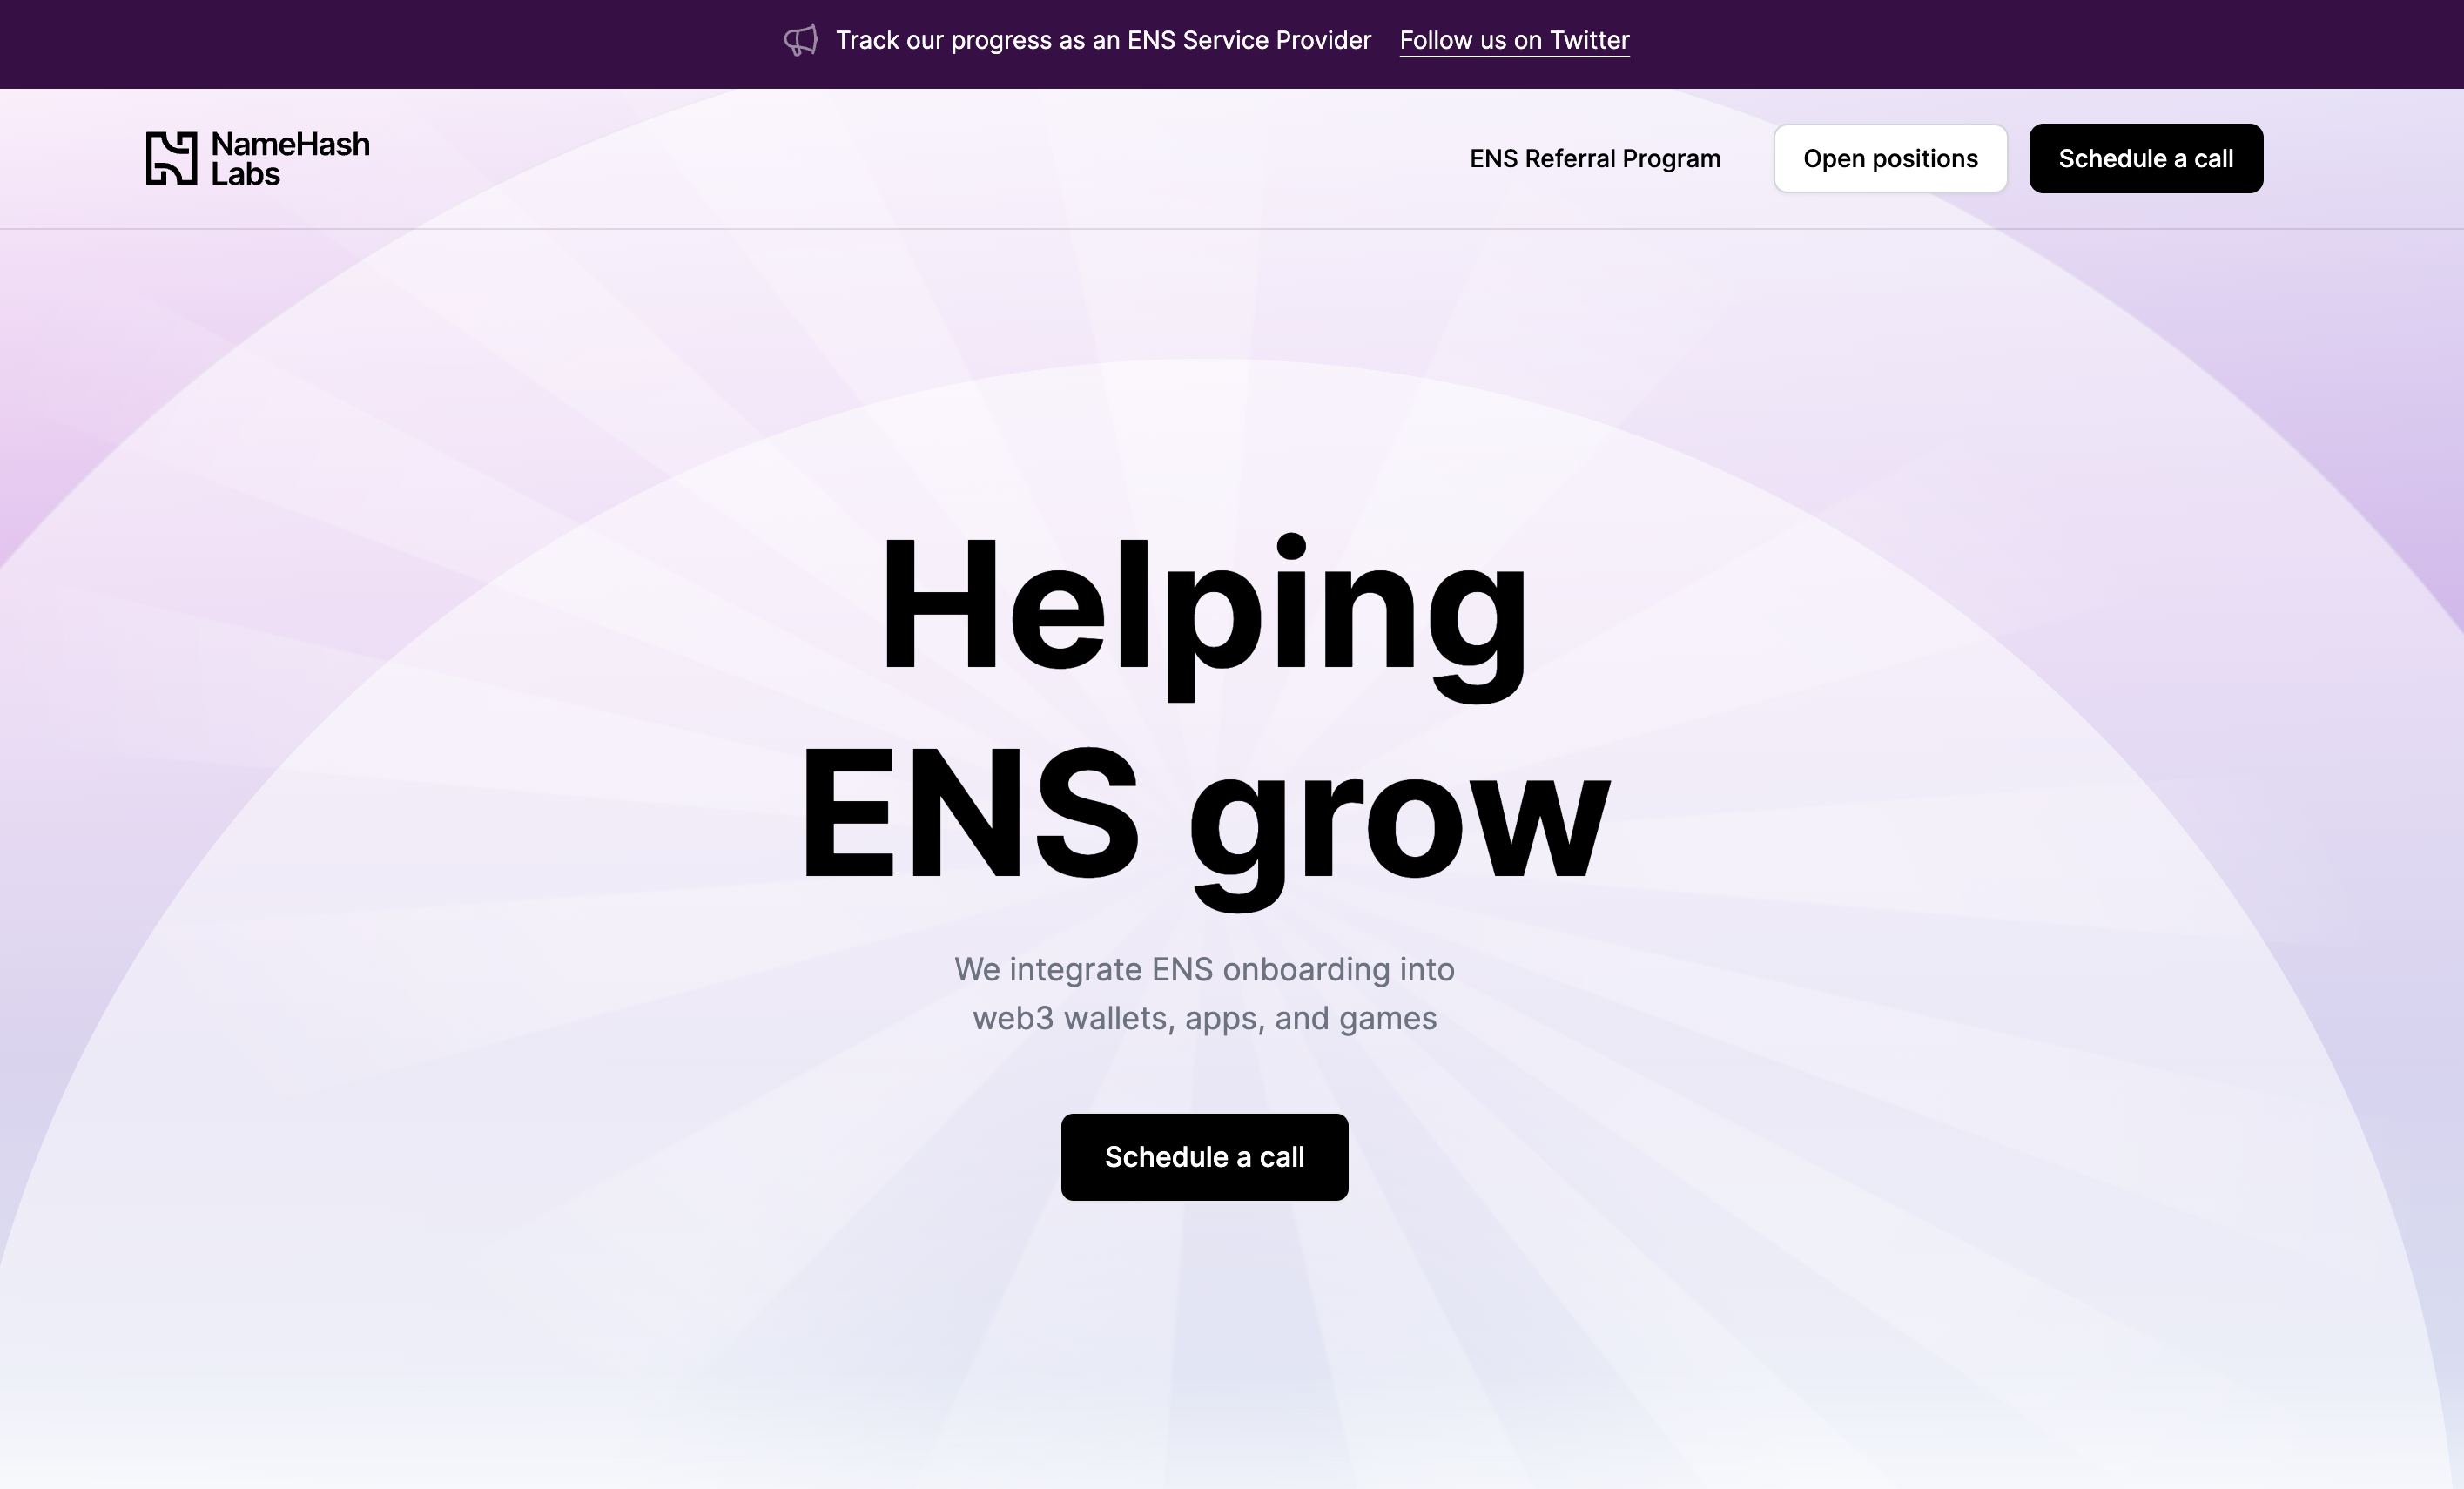 Track our progress as an ENS Service Provider Follow us on Twitter
NameHash
Labs
ENS Referral Program
Open positions
Schedule a call
Helping
ENS grow
We integrate ENS onboarding into
web3 wallets, apps, and games
Schedule a call